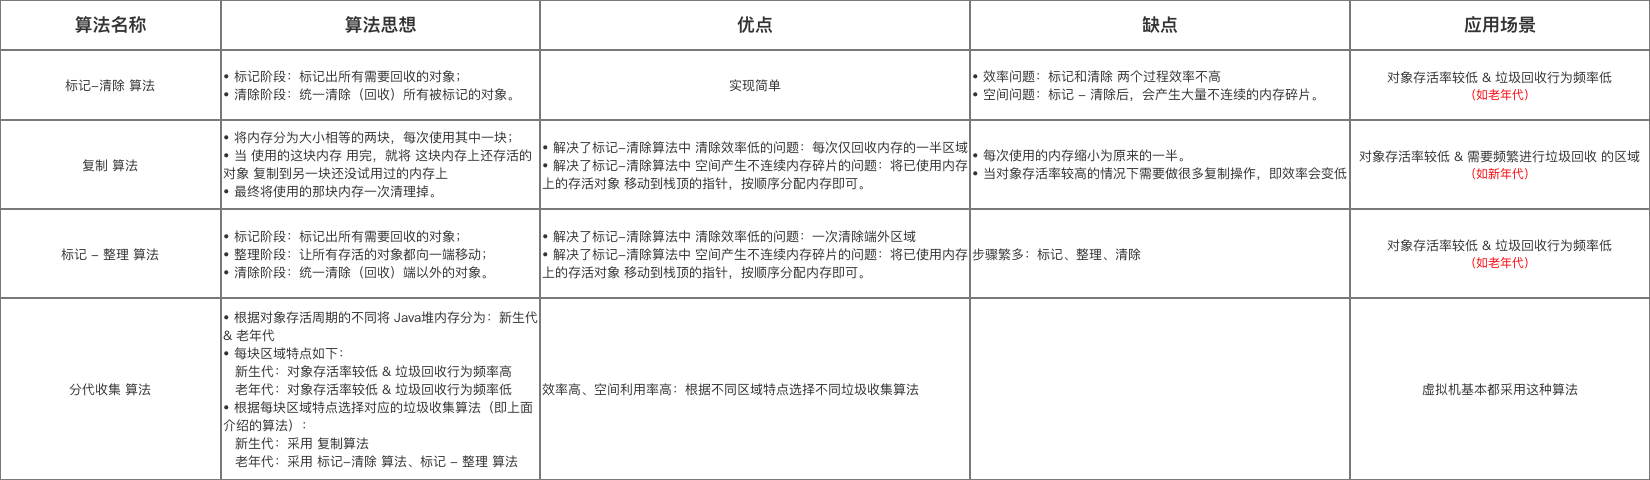 算法名称
算法思想
优点
缺点
应用场景
标记-清除 算法
• 标记阶段：标记出所有需要回收的对象；
• 清除阶段：统一清除（回收）所有被标记的对象。
实现简单
• 效率问题：标记和清除 两个过程效率不高
• 空间问题：标记 - 清除后，会产生大量不连续的内存碎片。
对象存活率较低 & 垃圾回收行为频率低
（如老年代）
复制 算法
• 将内存分为大小相等的两块，每次使用其中一块；
• 当 使用的这块内存 用完，就将 这块内存上还存活的
对象 复制到另一块还没试用过的内存上
• 最终将使用的那块内存一次清理掉。
• 解决了标记-清除算法中 清除效率低的问题：每次仅回收内存的一半区域
• 解决了标记-清除算法中 空间产生不连续内存碎片的问题：将已使用内存
上的存活对象 移动到栈顶的指针，按顺序分配内存即可。
• 每次使用的内存缩小为原来的一半。
• 当对象存活率较高的情况下需要做很多复制操作，即效率会变低
对象存活率较低 & 需要频繁进行垃圾回收 的区域
（如新年代）
标记 - 整理 算法
• 标记阶段：标记出所有需要回收的对象；
• 整理阶段：让所有存活的对象都向一端移动；
• 清除阶段：统一清除（回收）端以外的对象。
• 解决了标记-清除算法中 清除效率低的问题：一次清除端外区域
• 解决了标记-清除算法中 空间产生不连续内存碎片的问题：将已使用内存
上的存活对象 移动到栈顶的指针，按顺序分配内存即可。
步骤繁多：标记、整理、清除
对象存活率较低 & 垃圾回收行为频率低
（如老年代）
分代收集 算法
• 根据对象存活周期的不同将 Java堆内存分为：新生代
& 老年代
• 每块区域特点如下：
新生代：对象存活率较低 & 垃圾回收行为频率高
老年代：对象存活率较低 & 垃圾回收行为频率低
• 根据每块区域特点选择对应的垃圾收集算法（即上面
介绍的算法）：
新生代：采用 复制算法
老年代：采用 标记-清除 算法、标记 - 整理 算法
效率高、空间利用率高：根据不同区域特点选择不同垃圾收集算法
虚拟机基本都采用这种算法